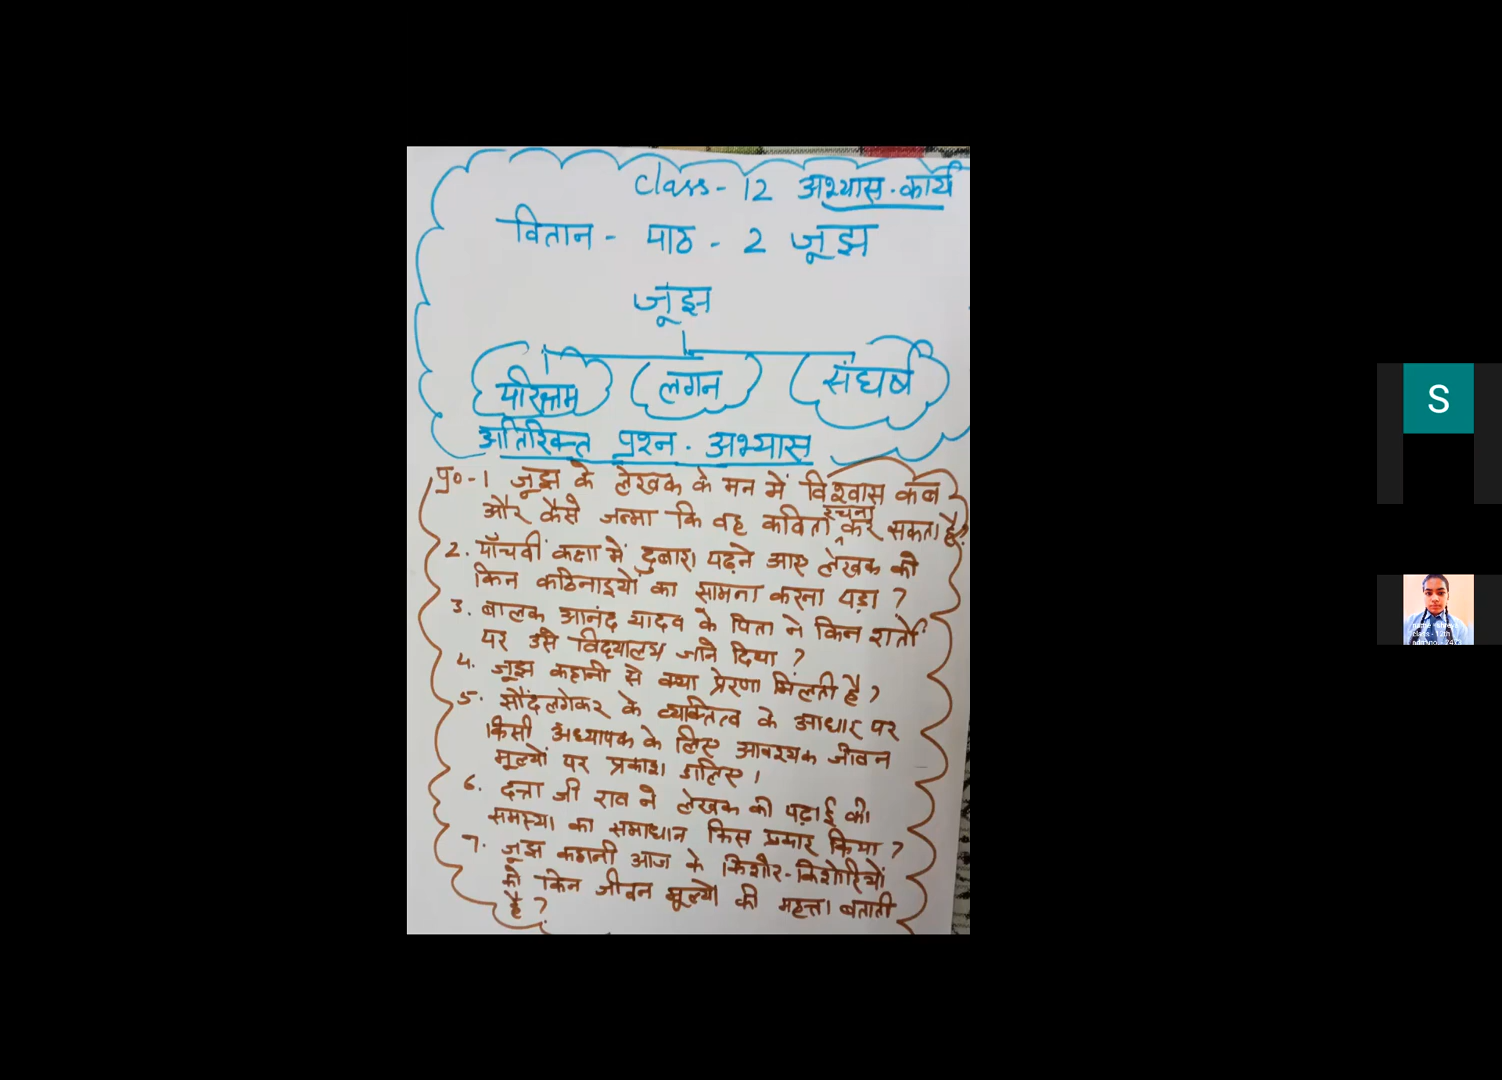 Class - 12 अभ्यास-कार्य
वितान - पाठ - 2 जूझ
जूझ
परिश्रम लगन संघर्ष
अतिरिक्त प्रश्न-अभ्यास
प्र०-1 जूझ के लेखक के मन में विश्वास कब
और कैसे जन्मा कि वह कविता रचना कर सकता है?
2. पाँचवीं कक्षा में दुबारा पढ़ने आए लेखक को
किन कठिनाइयों का सामना करना पड़ा ?
3. बालक आनंद यादव के पिता ने किन शर्तों
पर उसे विद्यालय जाने दिया ?
4. जूझ कहानी से क्या प्रेरणा मिलती है ?
5. सौंदलगेकर के व्यक्तित्व के आधार पर
किसी अध्यापक के लिए आवश्यक जीवन
मूल्यों पर प्रकाश डालिए।
6. दत्ता जी राव ने लेखक की पढ़ाई की
समस्या का समाधान किस प्रकार किया ?
7. जूझ कहानी आज के किशोर-किशोरियों
को किन जीवन मूल्यों की महत्ता बताती
है ?
S
class - 12th